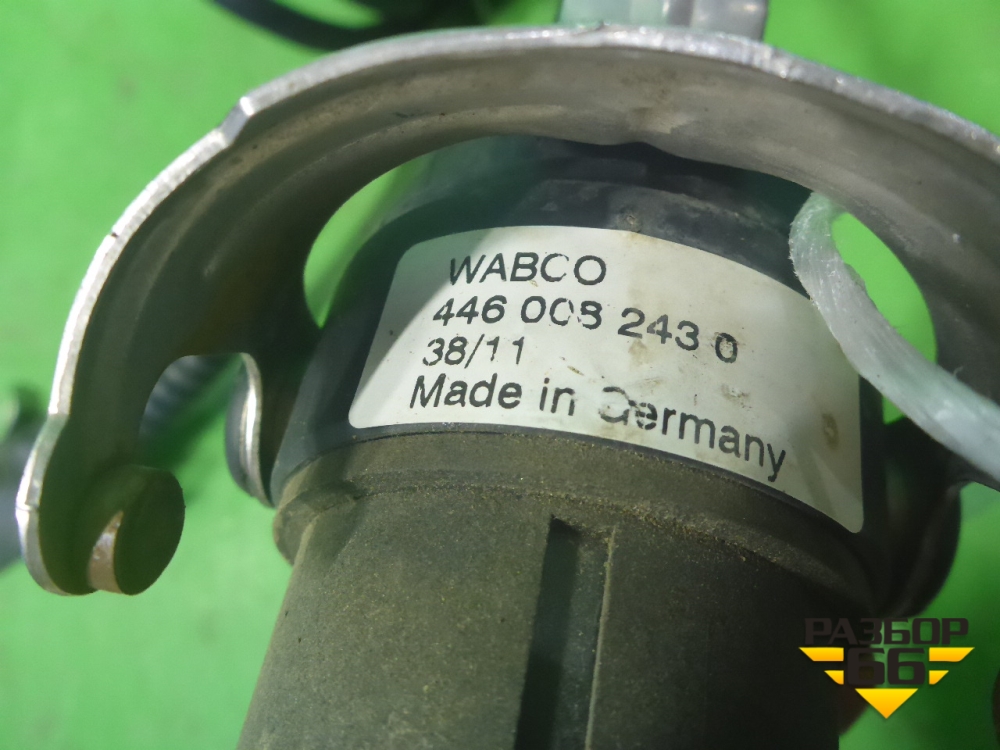 WABCO
446 008 243 0
38/11
Made in Germany
РАЗБОР
66